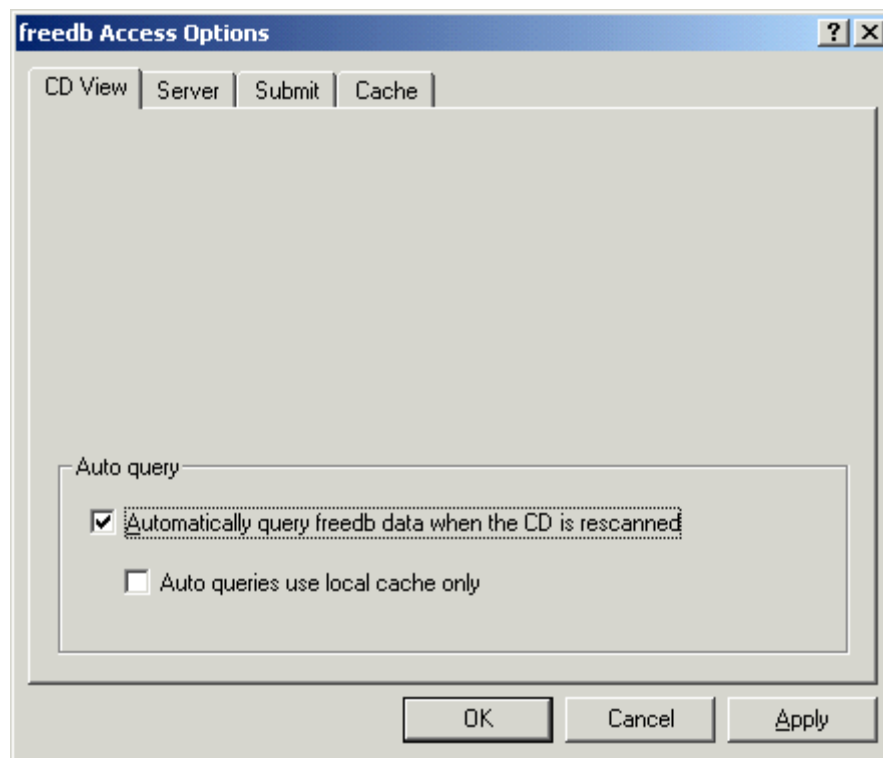 freedb Access Options
CD View Server Submit Cache
Auto query
Automatically query freedb data when the CD is rescanned
Auto queries use local cache only
OK Cancel Apply